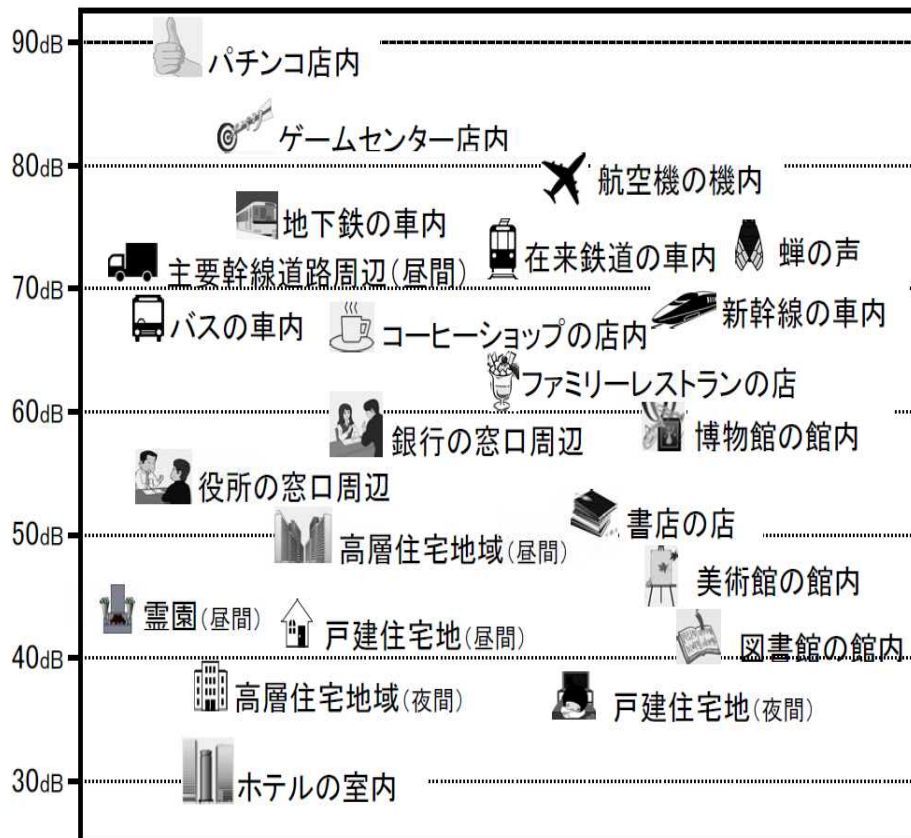 90dB
パチンコ店内
ゲームセンター店内
80dB
航空機の機内
地下鉄の車内
在来鉄道の車内
蝉の声
主要幹線道路周辺(昼間)
70dB
バスの車内
コーヒーショップの店内
新幹線の車内
ファミリーレストランの店
60dB
銀行の窓口周辺
博物館の館内
役所の窓口周辺
書店の店
50dB
高層住宅地域(昼間)
美術館の館内
霊園(昼間)
戸建住宅地(昼間)
図書館の館内
40dB
高層住宅地域(夜間)
戸建住宅地(夜間)
30dB
ホテルの室内